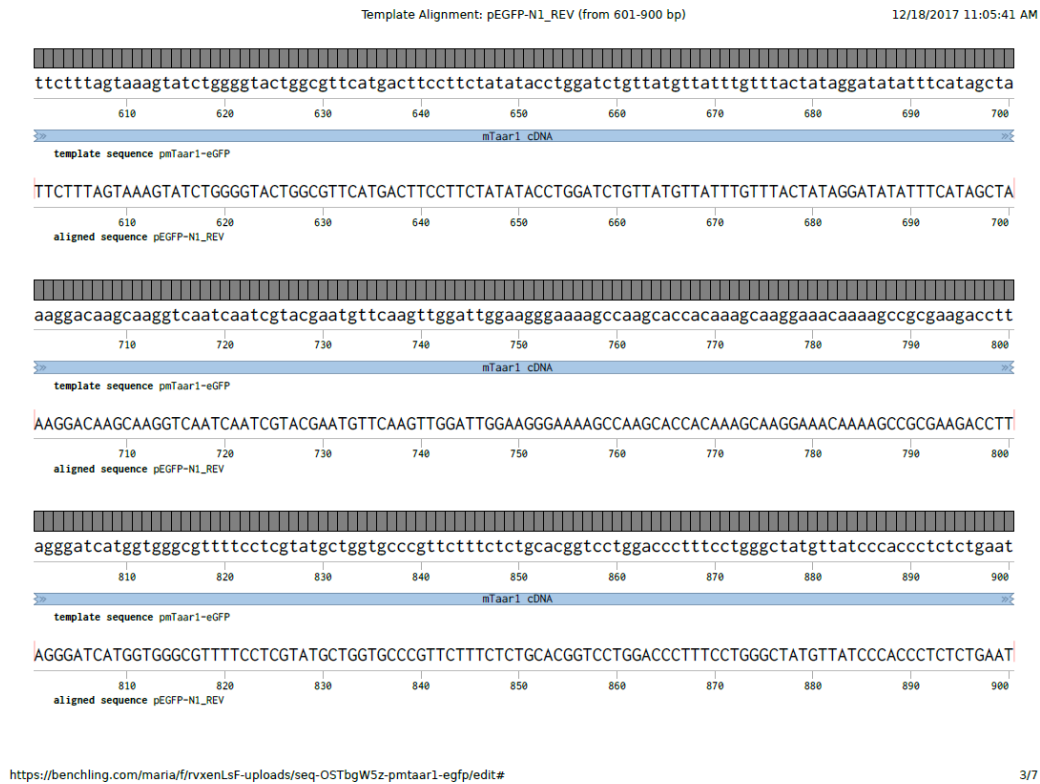 Template Alignment: pEGFP-N1_REV (from 601-900 bp) 12/18/2017 11:05:41 AM
ttctttagtaaagtatctggggtactggcgttcatgacttccttctatatacctggatctgttatgttatttgtttactataggatatatttcatagcta
610 620 630 640 650 660 670 680 690 700
mTaar1 cDNA
template sequence pmTaar1-eGFP
TTCTTTAGTAAAGTATCTGGGGTACTGGCGTTCATGACTTCCTTCTATATACCTGGATCTGTTATGTTATTTGTTTACTATAGGATATATTTCATAGCTA
610 620 630 640 650 660 670 680 690 700
aligned sequence pEGFP-N1_REV
aaggacaagcaaggtcaatcaatcgtacgaatgttcaagttggattggaagggaaaagccaagcaccacaaagcaaggaaacaaaagccgcgaagacctt
710 720 730 740 750 760 770 780 790 800
mTaar1 cDNA
template sequence pmTaar1-eGFP
AAGGACAAGCAAGGTCAATCAATCGTACGAATGTTCAAGTTGGATTGGAAGGGAAAAGCCAAGCACCACAAAGCAAGGAAACAAAAGCCGCGAAGACCTT
710 720 730 740 750 760 770 780 790 800
aligned sequence pEGFP-N1_REV
agggatcatggtgggcgttttcctcgtatgctggtgcccgttctttctctgcacggtcctggaccctttcctgggctatgttatcccaccctctctgaat
810 820 830 840 850 860 870 880 890 900
mTaar1 cDNA
template sequence pmTaar1-eGFP
AGGGATCATGGTGGGCGTTTTCCTCGTATGCTGGTGCCCGTTCTTTCTCTGCACGGTCCTGGACCCTTTCCTGGGCTATGTTATCCCACCCTCTCTGAAT
810 820 830 840 850 860 870 880 890 900
aligned sequence pEGFP-N1_REV
https://benchling.com/maria/f/rvxenLsF-uploads/seq-OSTbgW5z-pmtaar1-egfp/edit# 3/7